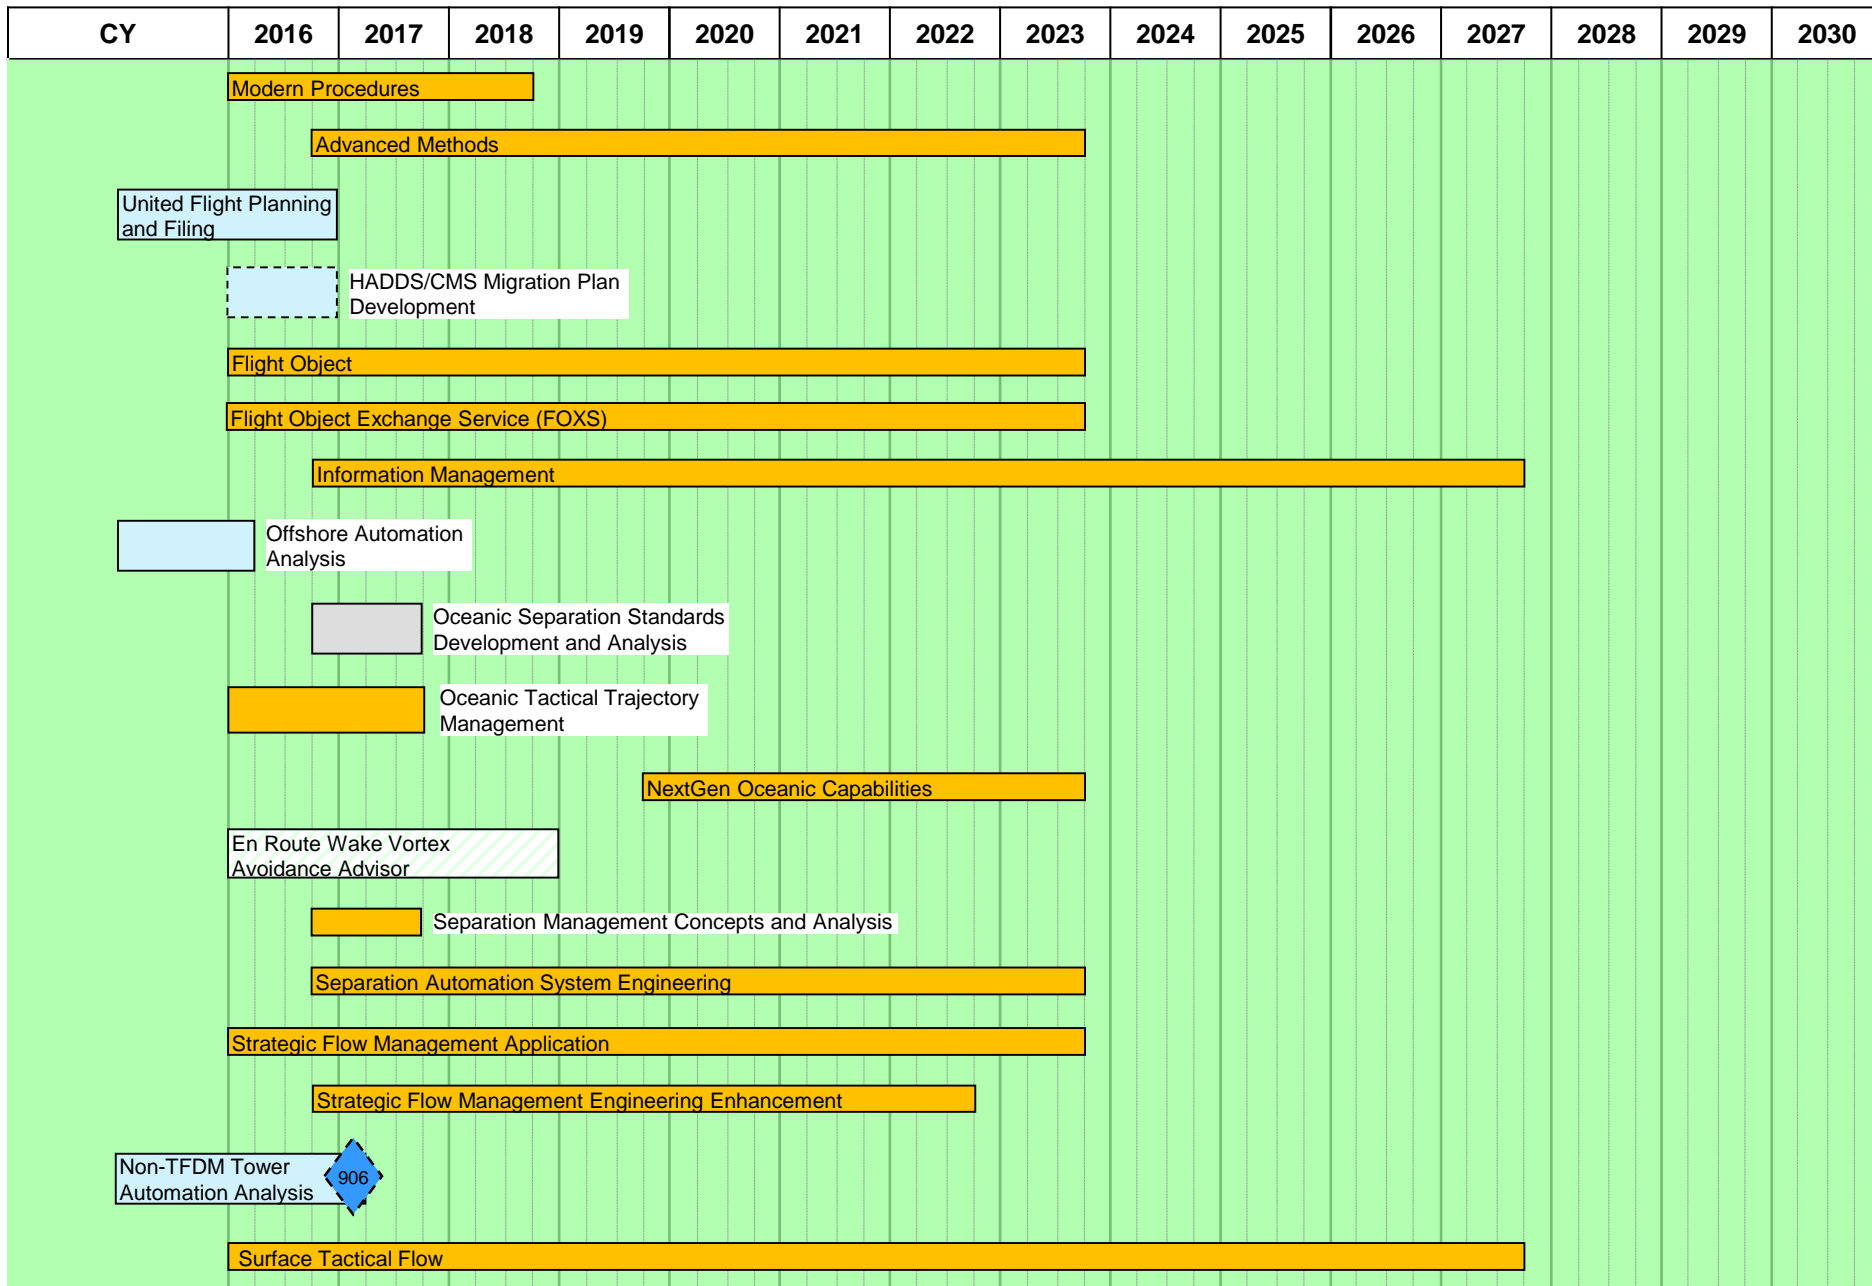 CY 2016 2017 2018 2019 2020 2021 2022 2023 2024 2025 2026 2027 2028 2029 2030
Modern Procedures
Advanced Methods
United Flight Planning
and Filing
HADDS/CMS Migration Plan
Development
Flight Object
Flight Object Exchange Service (FOXS)
Information Management
Offshore Automation
Analysis
Oceanic Separation Standards
Development and Analysis
Oceanic Tactical Trajectory
Management
NextGen Oceanic Capabilities
En Route Wake Vortex
Avoidance Advisor
Separation Management Concepts and Analysis
Separation Automation System Engineering
Strategic Flow Management Application
Strategic Flow Management Engineering Enhancement
Non-TFDM Tower
Automation Analysis
906
Surface Tactical Flow